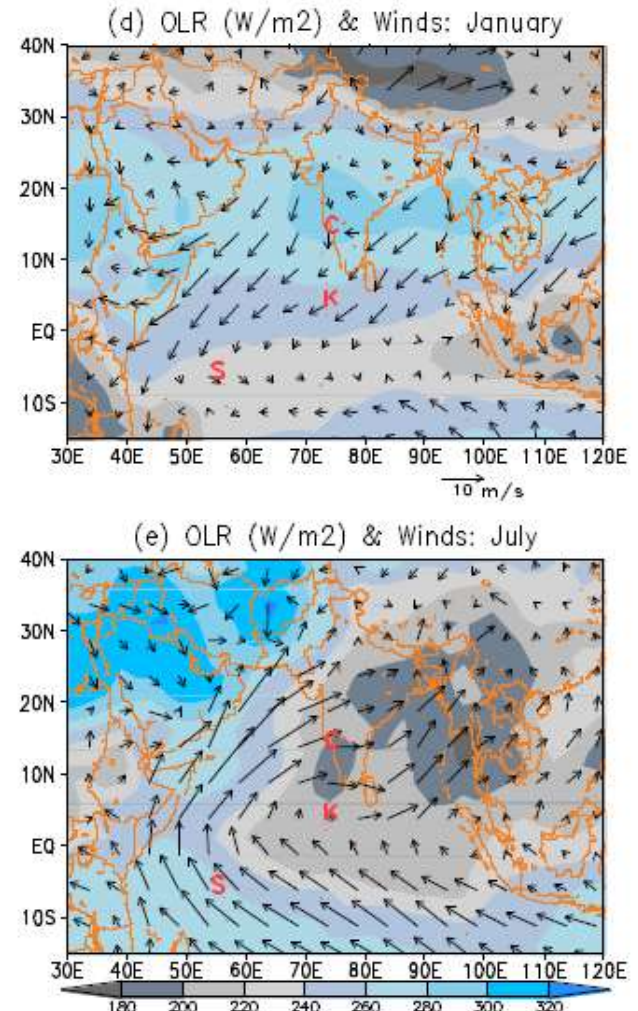 (d) OLR (W/m2) & Winds: January
40N
30N
20N
C
10N
K
EQ
S
10S
30E 40E 50E 60E 70E 80E 90E 100E 110E 120E
10 m/s
(e) OLR (W/m2) & Winds: July
40N
30N
20N
C
10N
K
EQ
S
10S
30E 40E 50E 60E 70E 80E 90E 100E 110E 120E
180 200 220 240 260 280 300 320